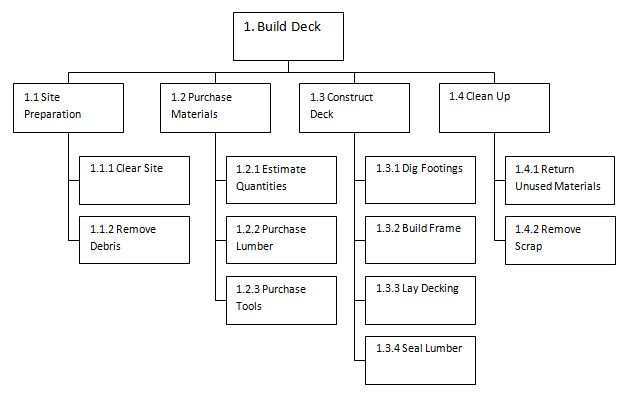 1. Build Deck
1.1 Site
Preparation
1.2 Purchase
Materials
1.3 Construct
Deck
1.4 Clean Up
1.1.1 Clear Site
1.1.2 Remove
Debris
1.2.1 Estimate
Quantities
1.2.2 Purchase
Lumber
1.2.3 Purchase
Tools
1.3.1 Dig Footings
1.3.2 Build Frame
1.3.3 Lay Decking
1.3.4 Seal Lumber
1.4.1 Return
Unused Materials
1.4.2 Remove
Scrap